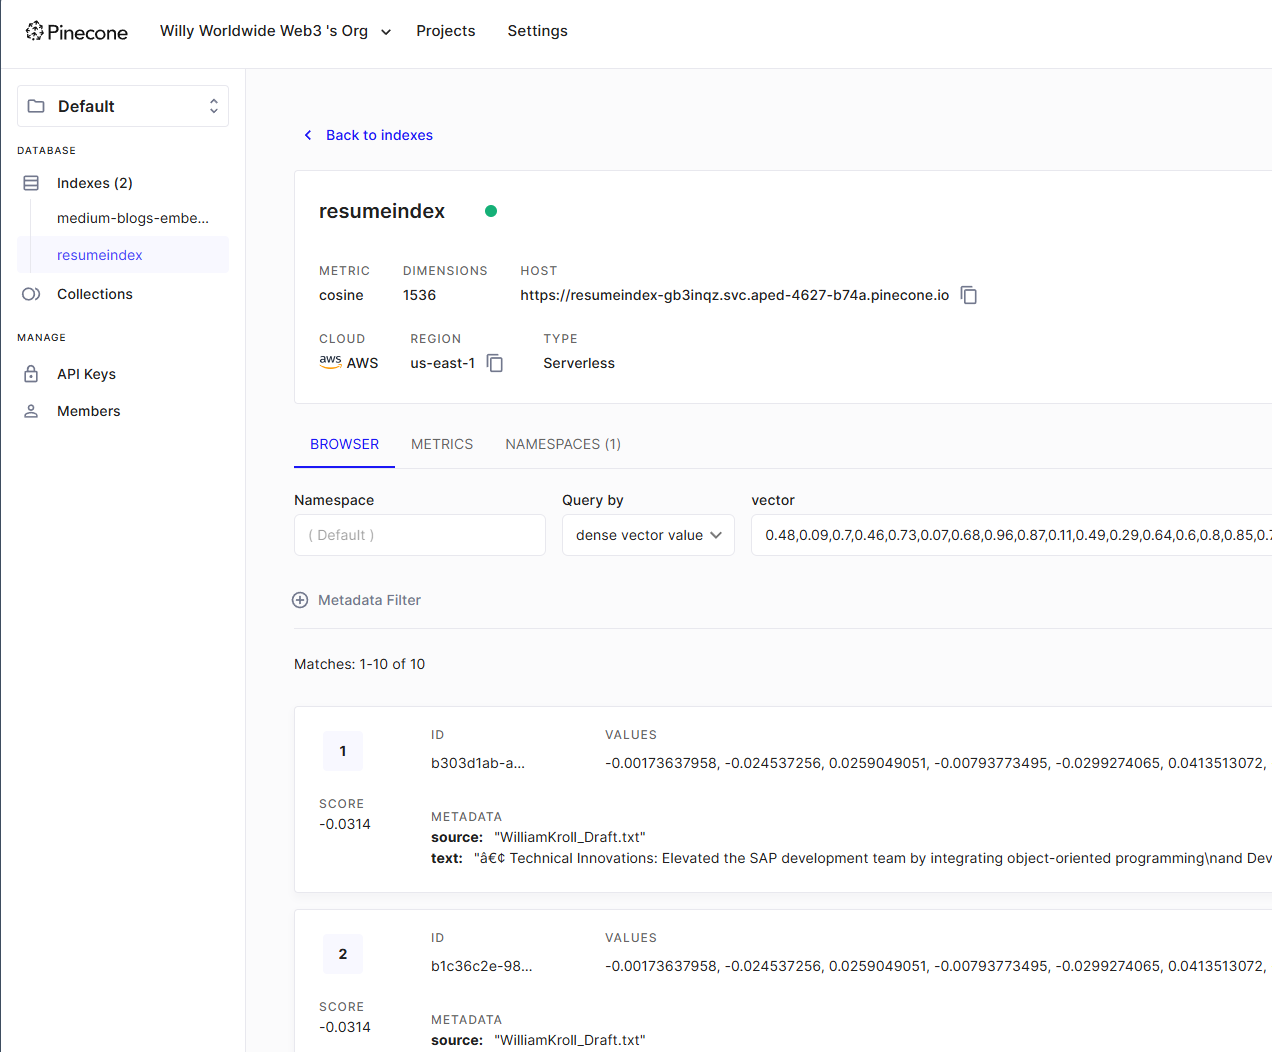 Pinecone
Willy Worldwide Web3 's Org
Projects
Settings
Default
DATABASE
Indexes (2)
medium-blogs-embe...
resumeindex
Collections
MANAGE
API Keys
Members
Back to indexes
resumeindex
METRIC DIMENSIONS HOST
cosine 1536 https://resumeindex-gb3inqz.svc.aped-4627-b74a.pinecone.io
CLOUD REGION TYPE
aws AWS us-east-1 Serverless
BROWSER METRICS NAMESPACES (1)
Namespace Query by vector
( Default ) dense vector value 0.48,0.09,0.7,0.46,0.73,0.07,0.68,0.96,0.87,0.11,0.49,0.29,0.64,0.6,0.8,0.85,0.7
Metadata Filter
Matches: 1-10 of 10
1
ID VALUES
b303d1ab-a... -0.00173637958, -0.024537256, 0.0259049051, -0.00793773495, -0.0299274065, 0.0413513072,
SCORE
-0.0314
METADATA
source: "WilliamKroll_Draft.txt"
text: "â€¢ Technical Innovations: Elevated the SAP development team by integrating object-oriented programming\nand Dev
2
ID VALUES
b1c36c2e-98... -0.00173637958, -0.024537256, 0.0259049051, -0.00793773495, -0.0299274065, 0.0413513072,
SCORE
-0.0314
METADATA
source: "WilliamKroll_Draft.txt"